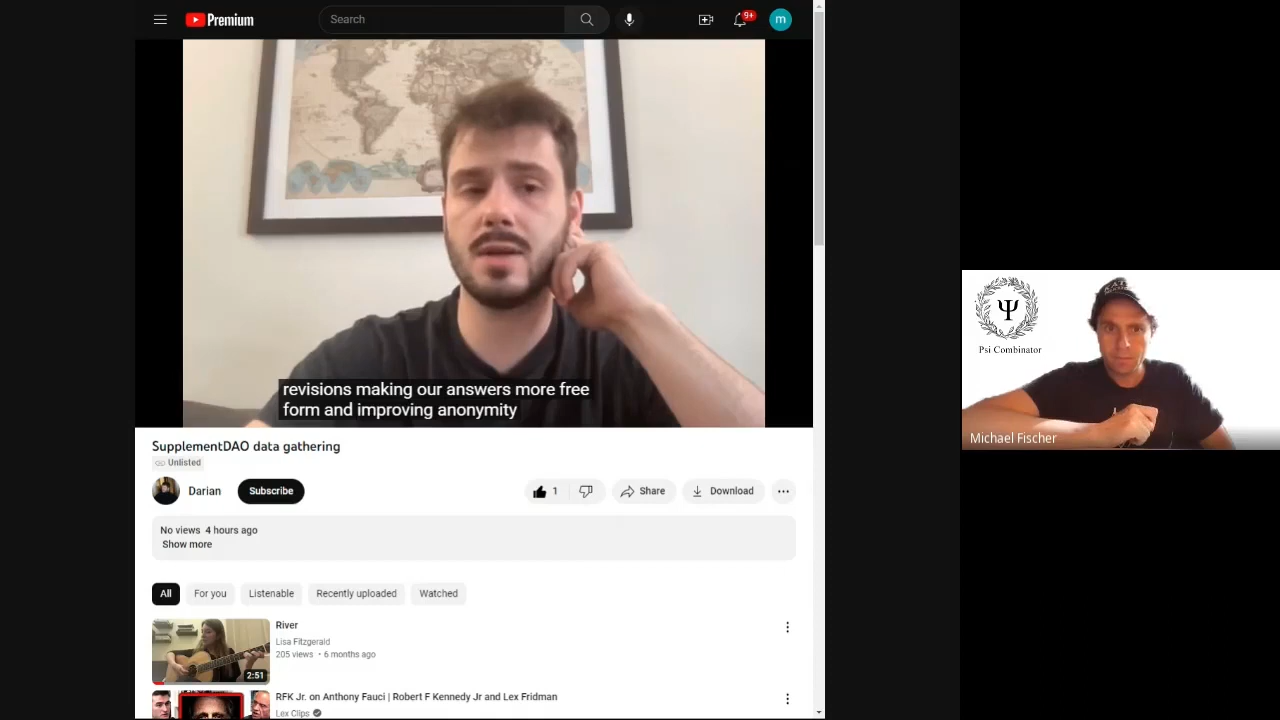 Premium
Search
9+
m
revisions making our answers more free
form and improving anonymity
SupplementDAO data gathering
Unlisted
Darian
Subscribe
1
Share
Download
No views 4 hours ago
Show more
All
For you
Listenable
Recently uploaded
Watched
River
Lisa Fitzgerald
205 views • 6 months ago
2:51
RFK Jr. on Anthony Fauci | Robert F Kennedy Jr and Lex Fridman
Lex Clips
Ψ
Psi Combinator
Michael Fischer